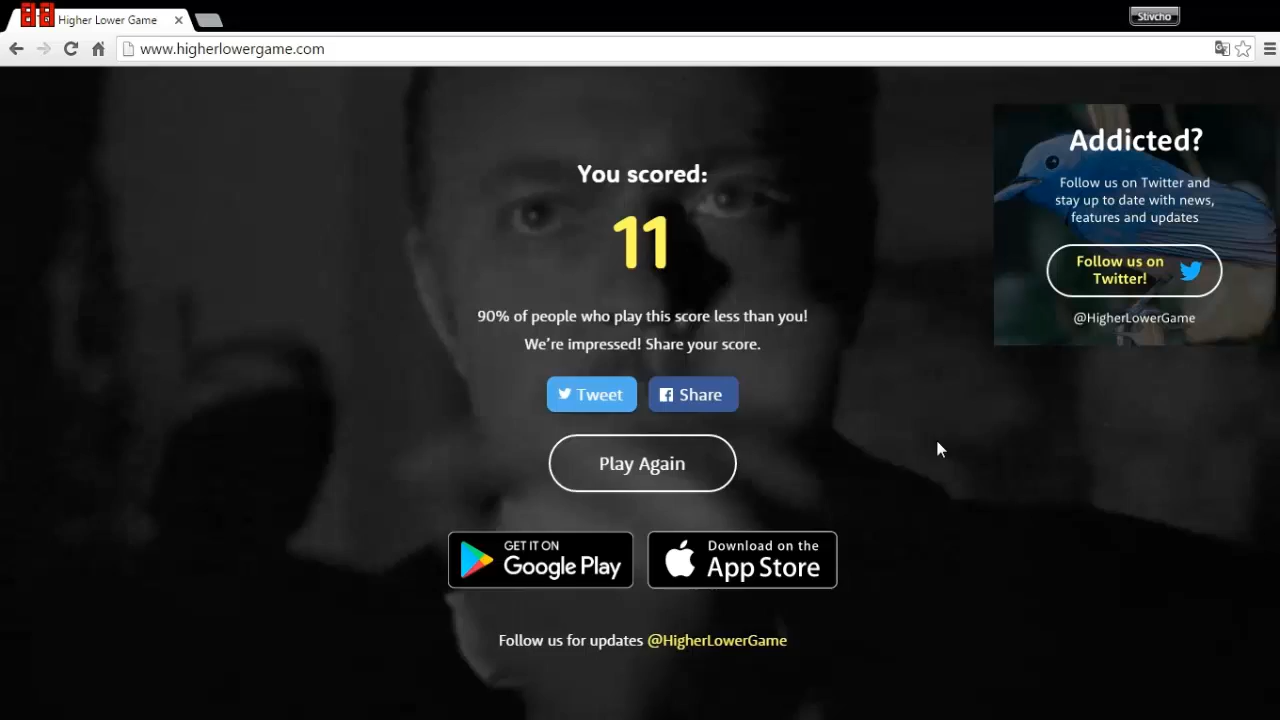 88
Higher Lower Game
Stivcho
www.higherlowergame.com
You scored:
11
90% of people who play this score less than you!
We're impressed! Share your score.
Tweet
Share
Play Again
GET IT ON
Google Play
Download on the
App Store
Follow us for updates @HigherLowerGame
Addicted?
Follow us on Twitter and
stay up to date with news,
features and updates
Follow us on
Twitter!
@HigherLowerGame